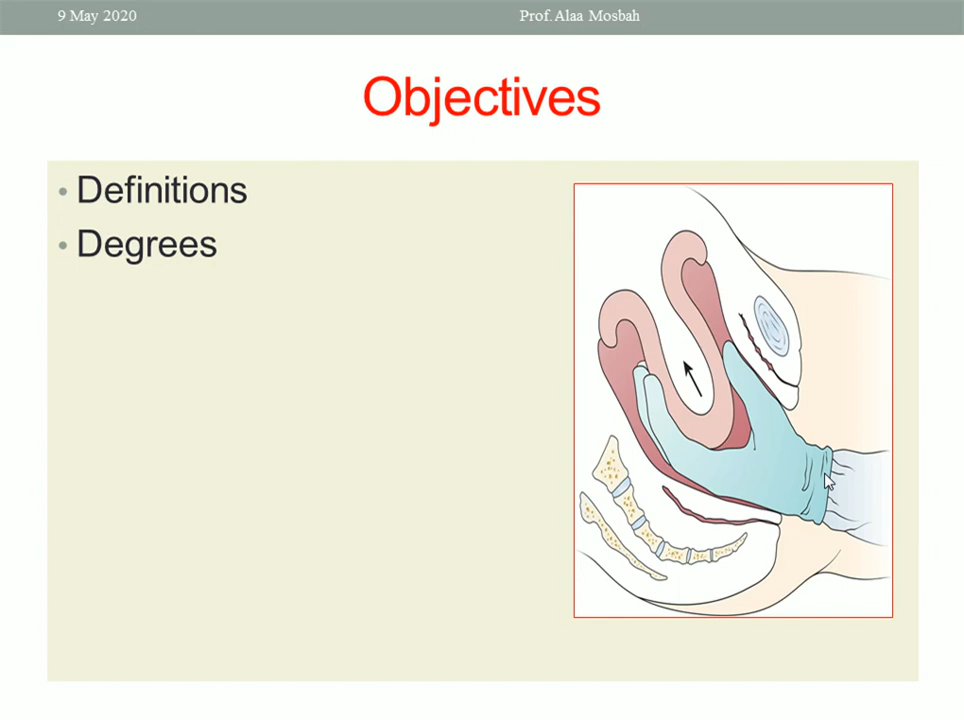 9 May 2020
Prof.Alaa Mosbah
Objectives
• Definitions
• Degrees